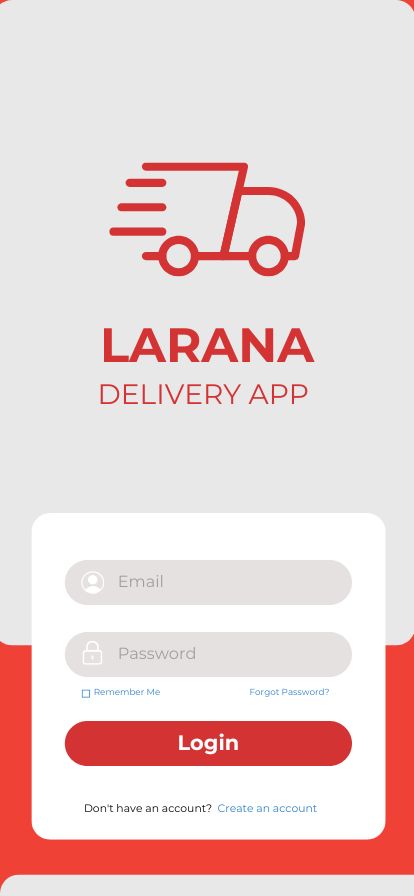 LARANA
DELIVERY APP
Email
Password
Remember Me Forgot Password?
Login
Don't have an account? Create an account